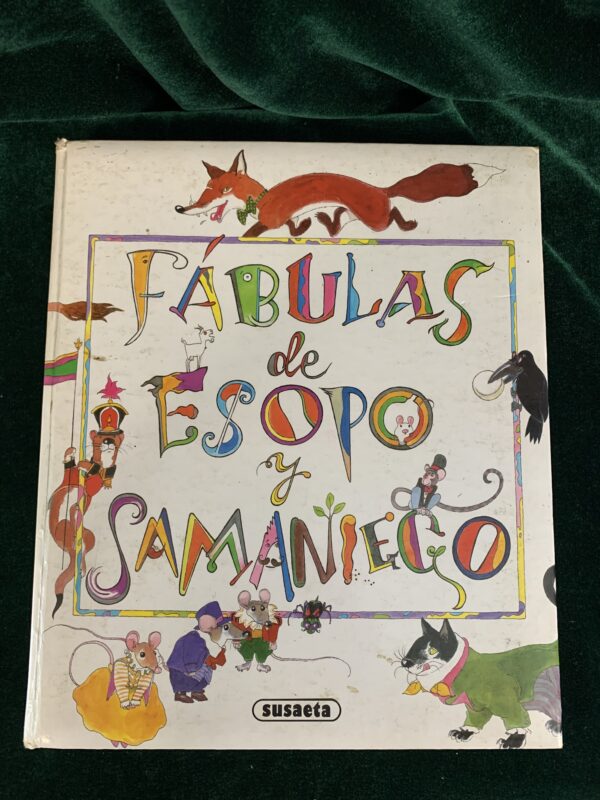 FÁBULAS
de
ESOPO
y
SAMANIEGO
susaeta